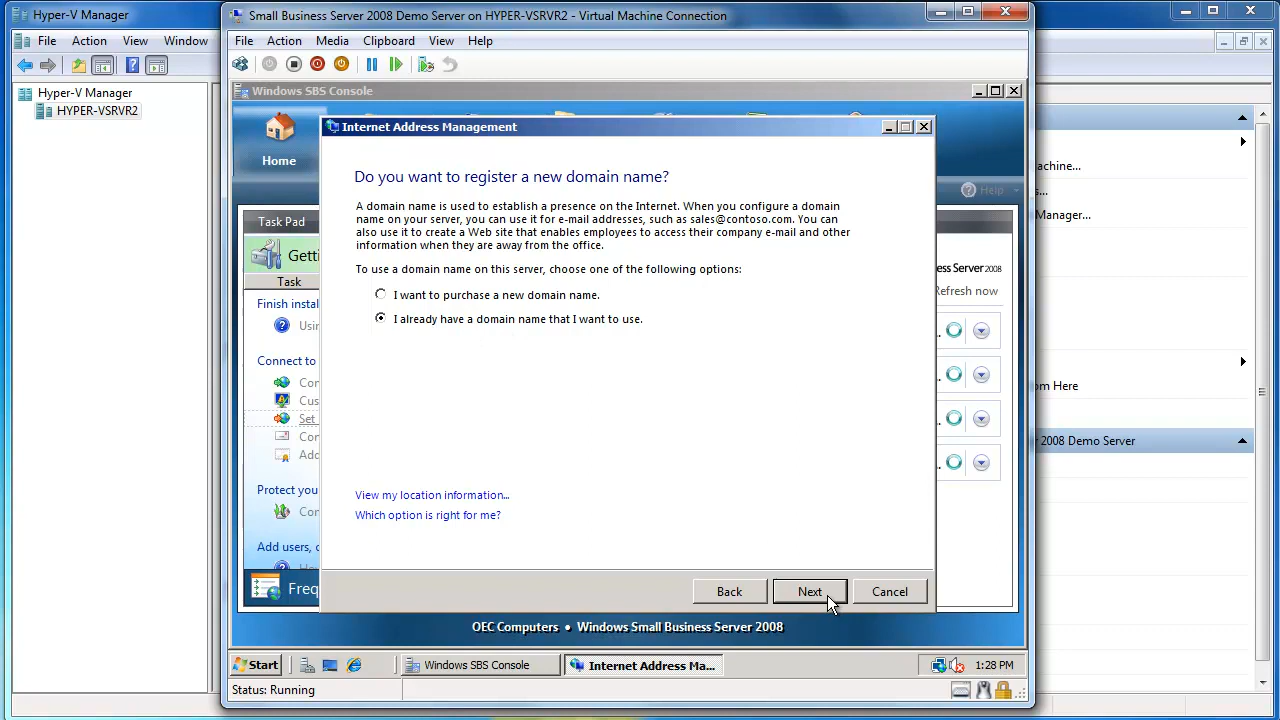 Hyper-V Manager
File Action View Window
Hyper-V Manager
HYPER-VSRVR2
Small Business Server 2008 Demo Server on HYPER-VSRVR2 - Virtual Machine Connection
File Action Media Clipboard View Help
Windows SBS Console
Home
Help
Task Pad
Getti
Task
Finish instal
Usin
Connect to
Con
Cus
Set
Con
Add
Protect you
Con
Add users, c
Freq
Internet Address Management
Do you want to register a new domain name?
A domain name is used to establish a presence on the Internet. When you configure a domain
name on your server, you can use it for e-mail addresses, such as sales@contoso.com. You can
also use it to create a Web site that enables employees to access their company e-mail and other
information when they are away from the office.
To use a domain name on this server, choose one of the following options:
I want to purchase a new domain name.
I already have a domain name that I want to use.
View my location information...
Which option is right for me?
Back Next Cancel
ess Server 2008
Refresh now
OEC Computers • Windows Small Business Server 2008
Start Windows SBS Console Internet Address Ma... 1:28 PM
Status: Running
achine...
s...
Manager...
om Here
2008 Demo Server